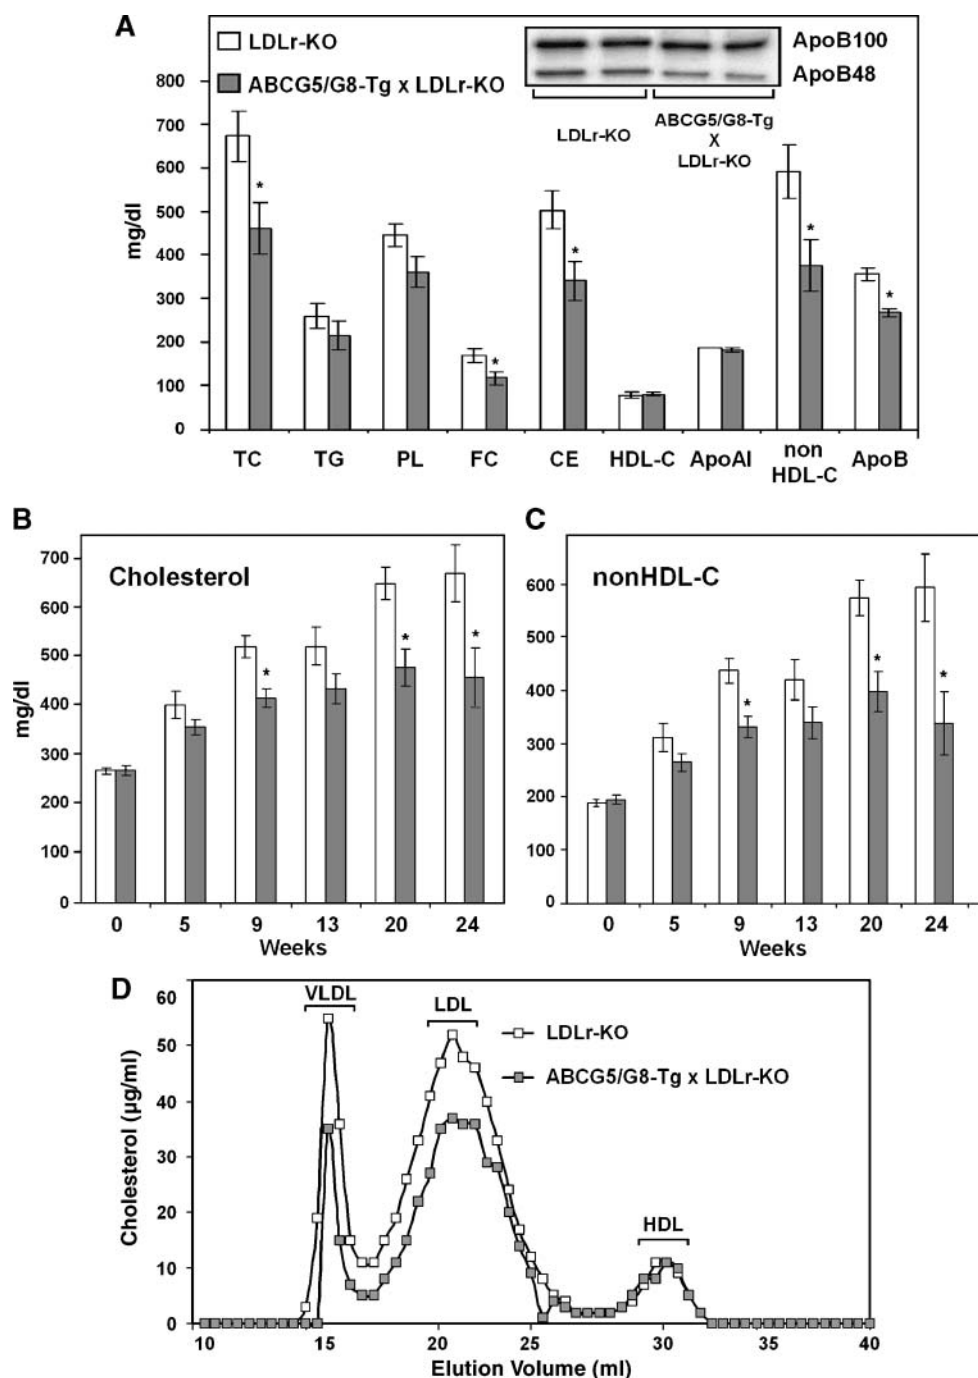 A
LDLr-KO
ABCG5/G8-Tg x LDLr-KO
ApoB100
ApoB48
LDLr-KO
ABCG5/G8-Tg
X
LDLr-KO
mg/dl
800
700
600
500
400
300
200
100
0
*
*
*
*
*
TC TG PL FC CE HDL-C ApoAI non HDL-C ApoB
B
Cholesterol
mg/dl
700
600
500
400
300
200
100
0
*
*
*
0 5 9 13 20 24
Weeks
C
nonHDL-C
600
500
400
300
200
100
0
*
*
*
0 5 9 13 20 24
Weeks
D
VLDL
LDL
HDL
LDLr-KO
ABCG5/G8-Tg x LDLr-KO
Cholesterol (µg/ml)
60
50
40
30
20
10
0
10 15 20 25 30 35 40
Elution Volume (ml)